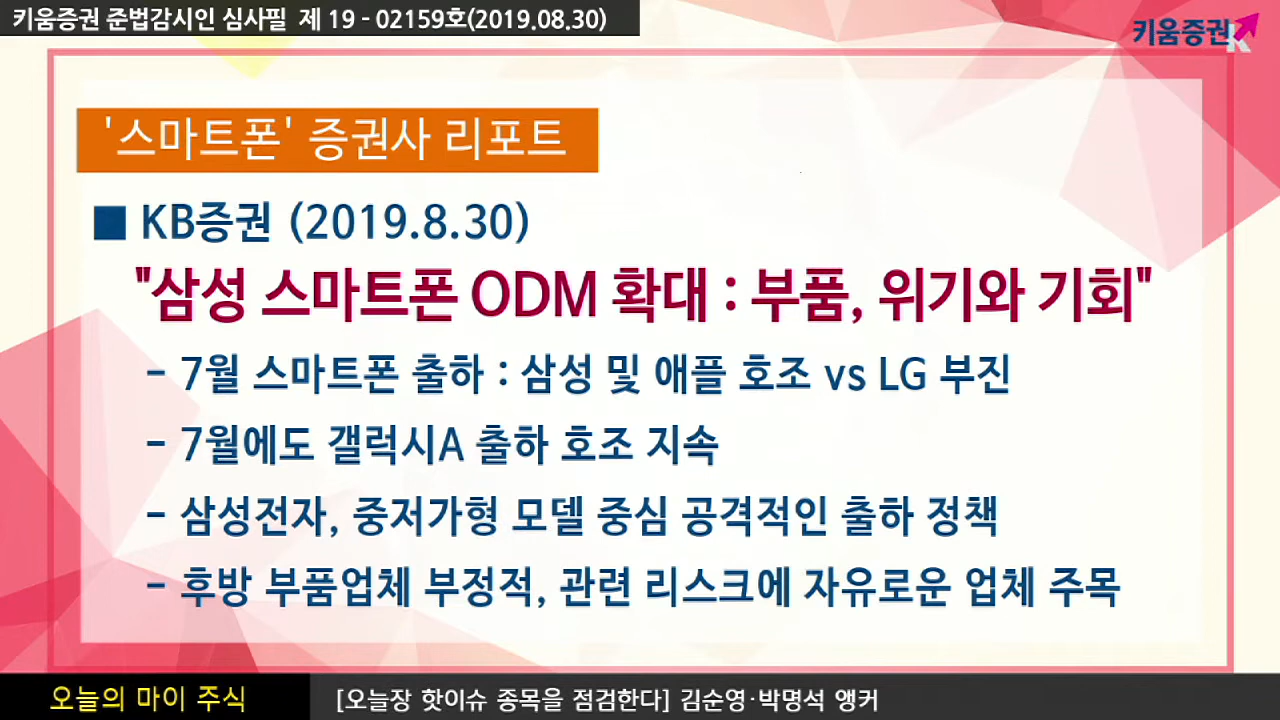 키움증권 준법감시인 심사필 제 19 - 02159호(2019.08.30)
키움증권
'스마트폰' 증권사 리포트
■ KB증권 (2019.8.30)
"삼성 스마트폰 ODM 확대 : 부품, 위기와 기회"
- 7월 스마트폰 출하 : 삼성 및 애플 호조 vs LG 부진
- 7월에도 갤럭시A 출하 호조 지속
- 삼성전자, 중저가형 모델 중심 공격적인 출하 정책
- 후방 부품업체 부정적, 관련 리스크에 자유로운 업체 주목
오늘의 마이 주식
[오늘장 핫이슈 종목을 점검한다] 김순영·박명석 앵커